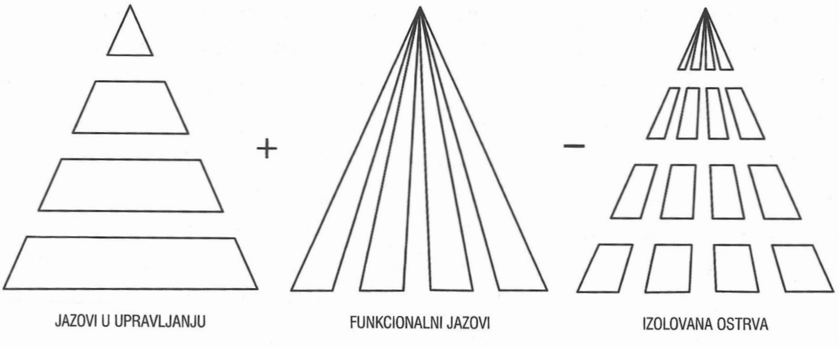 +
–
JAZOVI U UPRAVLJANJU
FUNKCIONALNI JAZOVI
IZOLOVANA OSTRVA